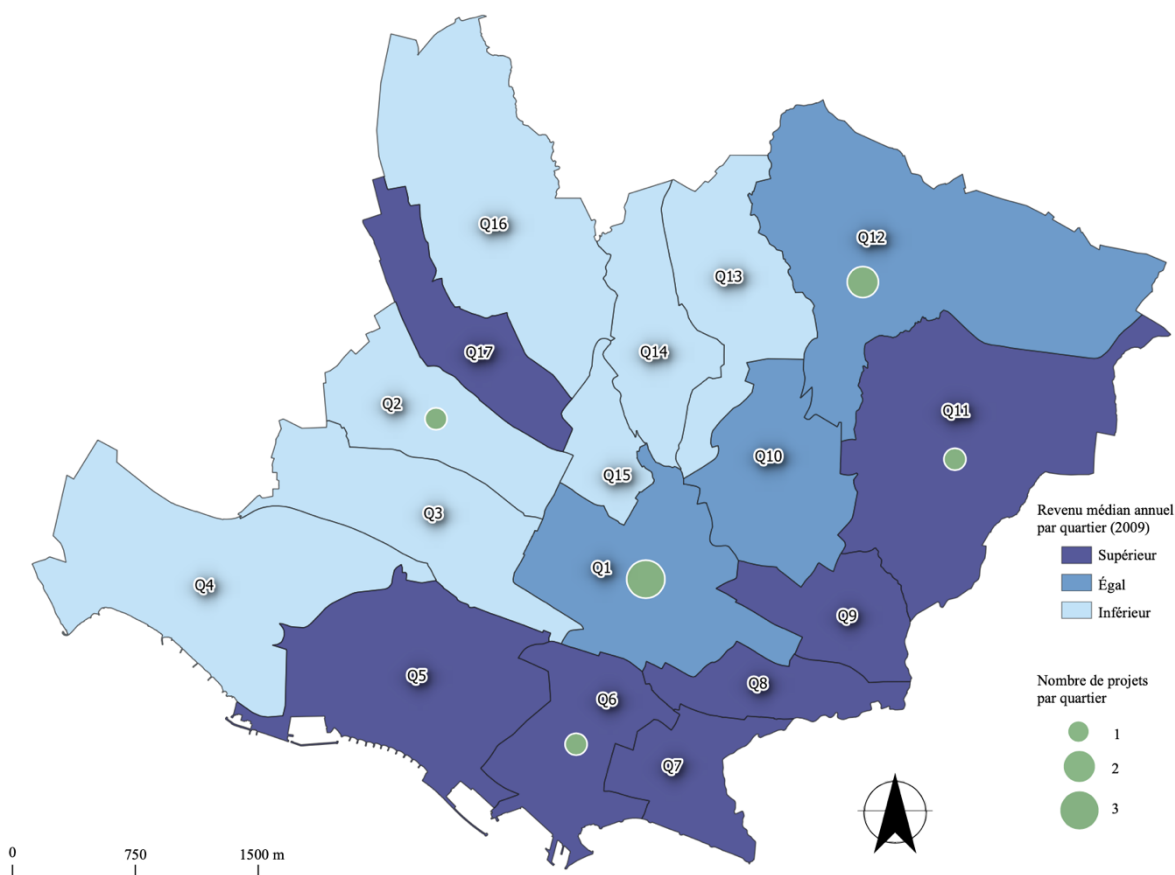 Q16
Q12
Q13
Q17
Q14
Q2
Q11
Q10
Q15
Q3
Q1
Q4
Q9
Q5
Q8
Q6
Q7
Revenu médian annuel
par quartier (2009)
Supérieur
Égal
Inférieur
Nombre de projets
par quartier
1
2
3
0 750 1500 m